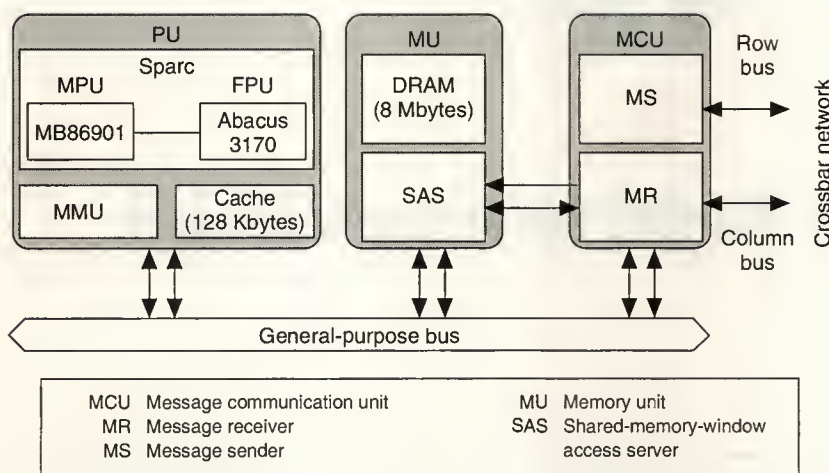 PU
Sparc
MPU
FPU
MB86901
Abacus
3170
MMU
Cache
(128 Kbytes)
MU
DRAM
(8 Mbytes)
SAS
MCU
MS
MR
Row
bus
Column
bus
Crossbar network
General-purpose bus
MCU Message communication unit
MR Message receiver
MS Message sender
MU Memory unit
SAS Shared-memory-window
access server